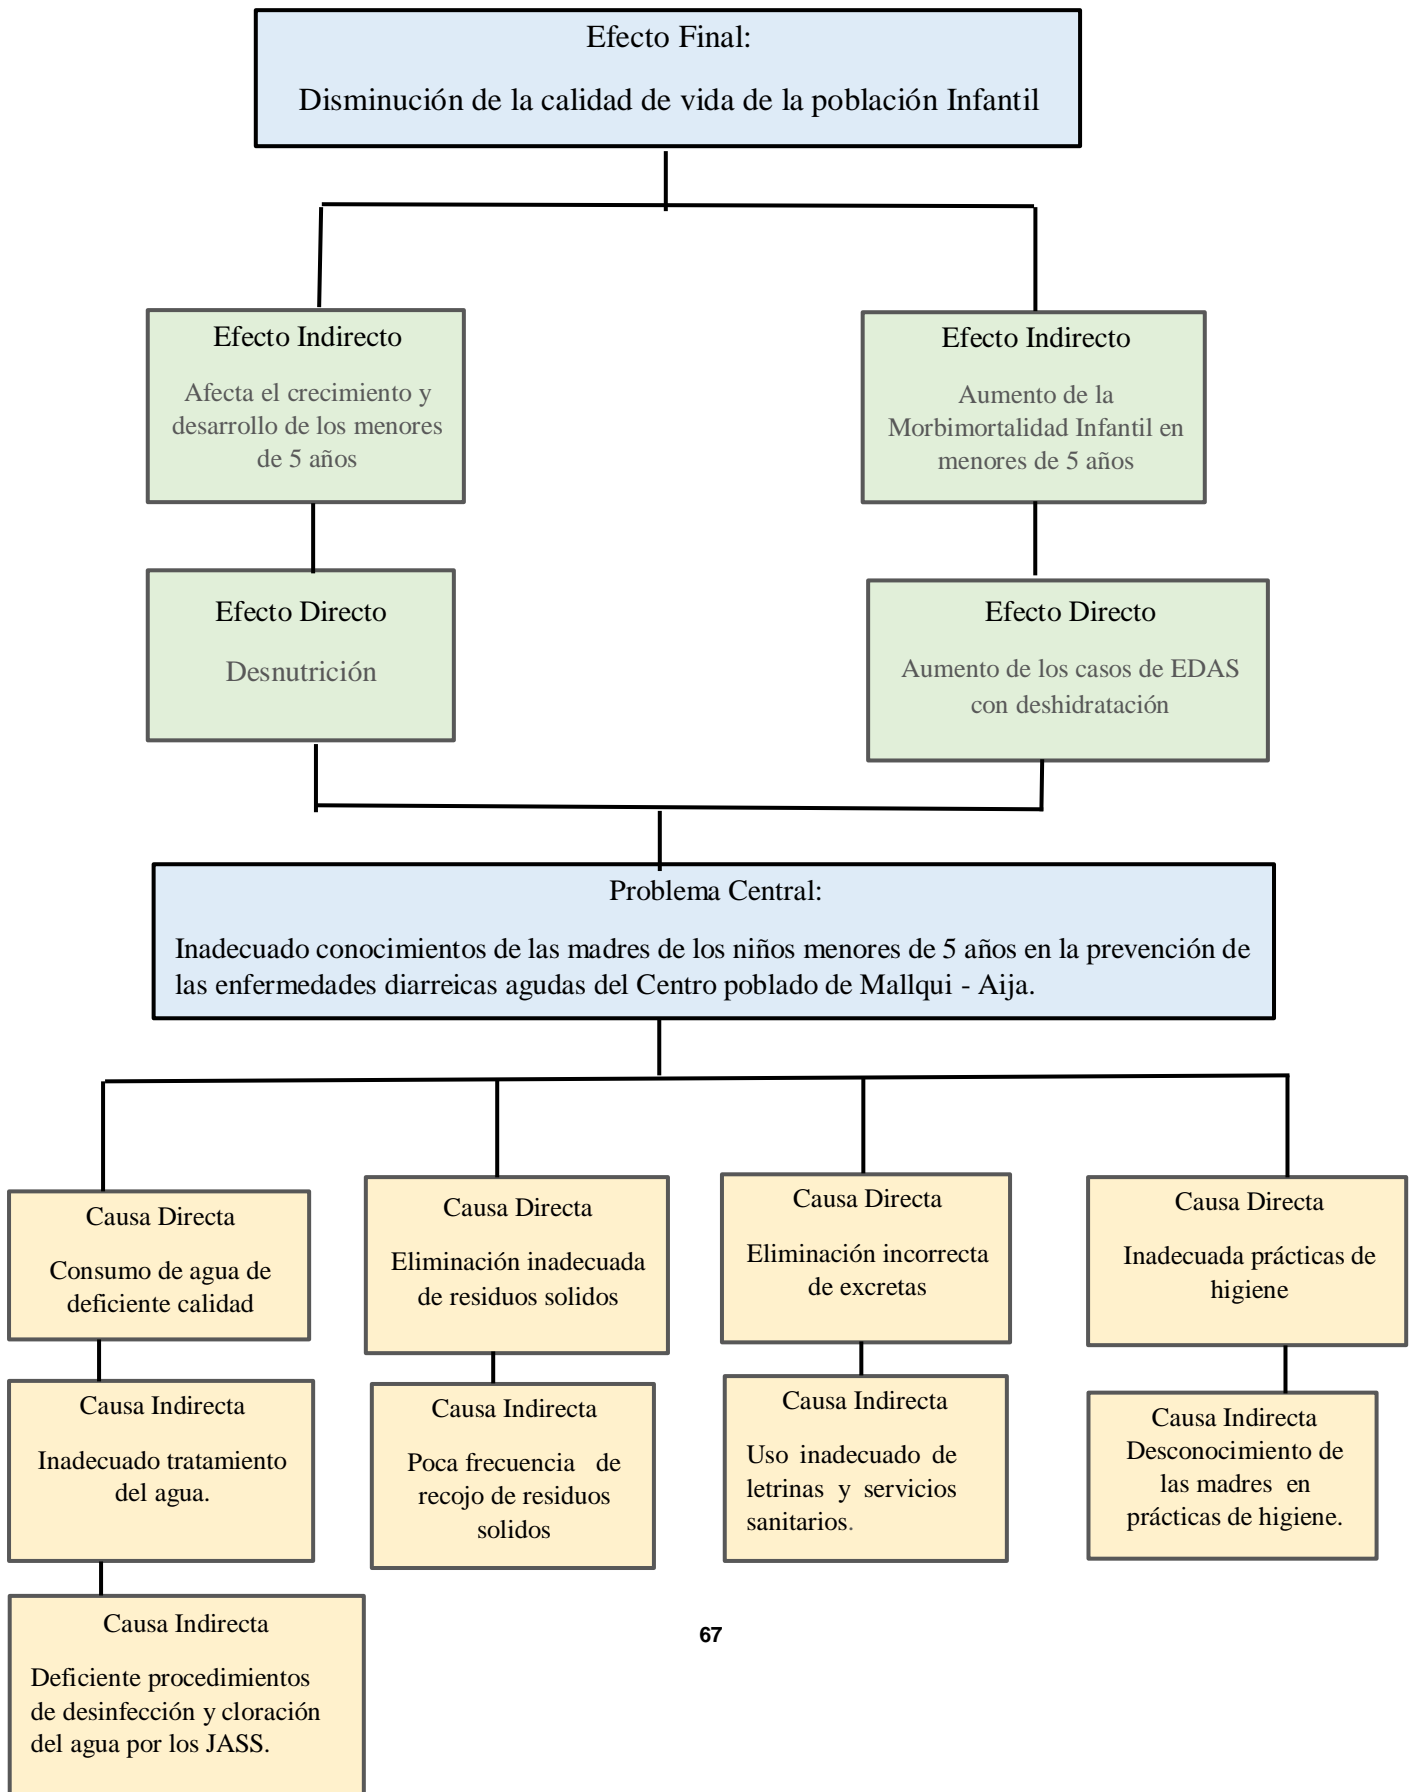 Efecto Final:
Disminución de la calidad de vida de la población Infantil
Efecto Indirecto
Afecta el crecimiento y
desarrollo de los menores
de 5 años
Efecto Indirecto
Aumento de la
Morbimortalidad Infantil en
menores de 5 años
Efecto Directo
Desnutrición
Efecto Directo
Aumento de los casos de EDAS
con deshidratación
Problema Central:
Inadecuado conocimientos de las madres de los niños menores de 5 años en la prevención de
las enfermedades diarreicas agudas del Centro poblado de Mallqui - Aija.
Causa Directa
Consumo de agua de
deficiente calidad
Causa Directa
Eliminación inadecuada
de residuos solidos
Causa Directa
Eliminación incorrecta
de excretas
Causa Directa
Inadecuada prácticas de
higiene
Causa Indirecta
Inadecuado tratamiento
del agua.
Causa Indirecta
Poca frecuencia de
recojo de residuos
solidos
Causa Indirecta
Uso inadecuado de
letrinas y servicios
sanitarios.
Causa Indirecta
Desconocimiento de
las madres en
prácticas de higiene.
Causa Indirecta
Deficiente procedimientos
de desinfección y cloración
del agua por los JASS.
67